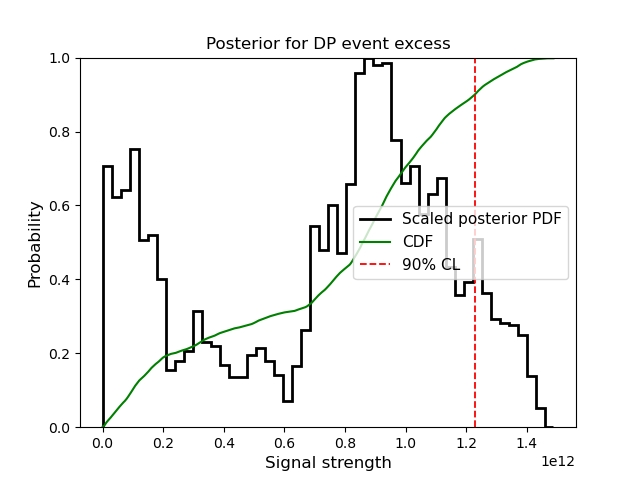 Posterior for DP event excess
Probability
1.0
0.8
0.6
0.4
0.2
0.0
Scaled posterior PDF
CDF
90% CL
0.0 0.2 0.4 0.6 0.8 1.0 1.2 1.4
1e12
Signal strength